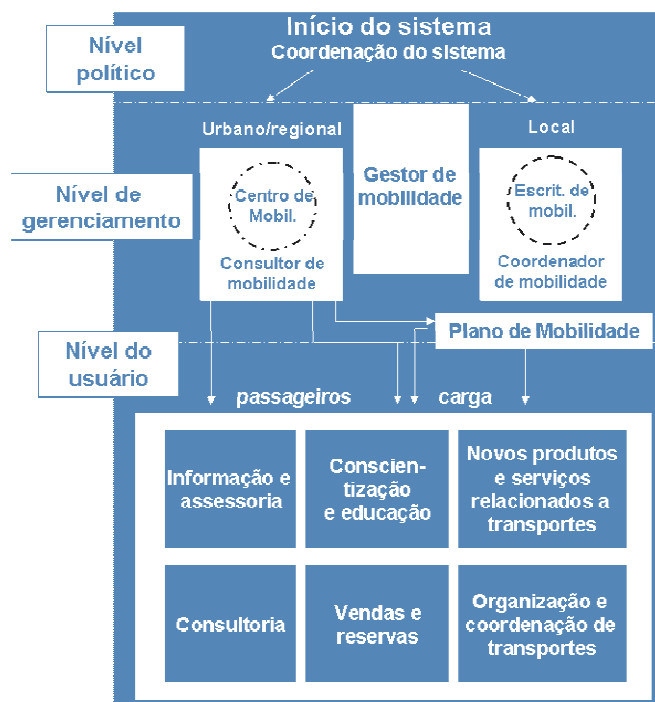 Início do sistema
Coordenação do sistema
Nível
político
Urbano/regional
Local
Nível de
gerenciamento
Centro de
Mobil.
Consultor de
mobilidade
Gestor de
mobilidade
Escrit. de
mobil.
Coordenador
de mobilidade
Plano de Mobilidade
Nível do
usuário
passageiros
carga
Informação e
assessoria
Conscien-
tização
e educação
Novos produtos
e serviços
relacionados a
transportes
Consultoria
Vendas e
reservas
Organização e
coordenação de
transportes